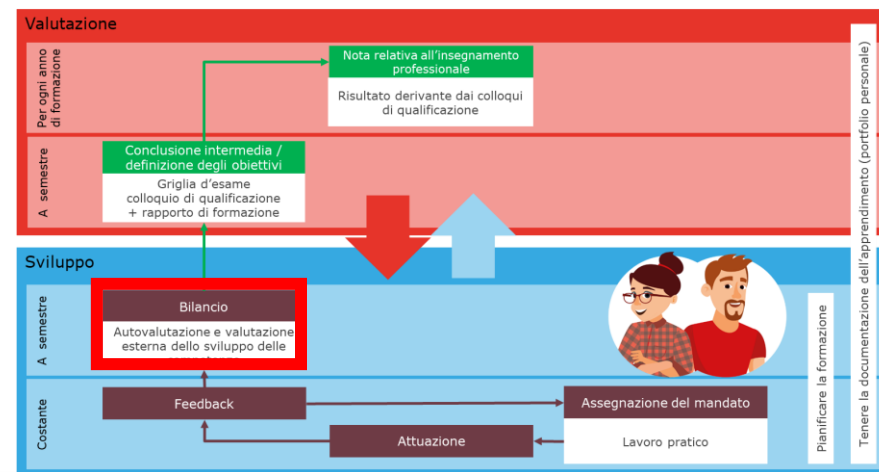 Valutazione
Per ogni anno
di formazione
Nota relativa all'insegnamento
professionale
Risultato derivante dai colloqui
di qualificazione
A semestre
Conclusione intermedia /
definizione degli obiettivi
Griglia d'esame
colloquio di qualificazione
+ rapporto di formazione
Sviluppo
A semestre
Bilancio
Autovalutazione e valutazione
esterna dello sviluppo delle
Costante
Feedback
Assegnazione del mandato
Attuazione
Lavoro pratico
Pianificare la formazione
Tenere la documentazione dell'apprendimento (portfolio personale)